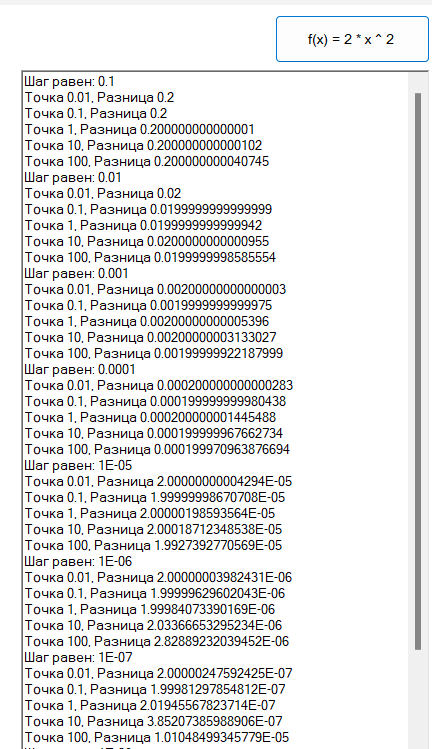 f(x) = 2 * x ^ 2
Шаг равен: 0.1
Точка 0.01, Разница 0.2
Точка 0.1, Разница 0.2
Точка 1, Разница 0.200000000000001
Точка 10, Разница 0.200000000000102
Точка 100, Разница 0.200000000040745
Шаг равен: 0.01
Точка 0.01, Разница 0.02
Точка 0.1, Разница 0.0199999999999999
Точка 1, Разница 0.0199999999999942
Точка 10, Разница 0.0200000000000955
Точка 100, Разница 0.0199999998585554
Шаг равен: 0.001
Точка 0.01, Разница 0.00200000000000003
Точка 0.1, Разница 0.0019999999999975
Точка 1, Разница 0.00200000000005396
Точка 10, Разница 0.00200000003133027
Точка 100, Разница 0.00199999922187999
Шаг равен: 0.0001
Точка 0.01, Разница 0.000200000000000283
Точка 0.1, Разница 0.000199999999980438
Точка 1, Разница 0.000200000001445488
Точка 10, Разница 0.000199999967662734
Точка 100, Разница 0.000199970963876694
Шаг равен: 1E-05
Точка 0.01, Разница 2.00000000004294E-05
Точка 0.1, Разница 1.99999998670708E-05
Точка 1, Разница 2.00000198593564E-05
Точка 10, Разница 2.00018712348538E-05
Точка 100, Разница 1.9927392770569E-05
Шаг равен: 1E-06
Точка 0.01, Разница 2.00000003982431E-06
Точка 0.1, Разница 1.99999629602043E-06
Точка 1, Разница 1.99984073390169E-06
Точка 10, Разница 2.03366653295234E-06
Точка 100, Разница 2.82889232039452E-06
Шаг равен: 1E-07
Точка 0.01, Разница 2.00000247592425E-07
Точка 0.1, Разница 1.99981297854812E-07
Точка 1, Разница 2.01945567823714E-07
Точка 10, Разница 3.85207385988906E-07
Точка 100, Разница 1.01048499345779E-05